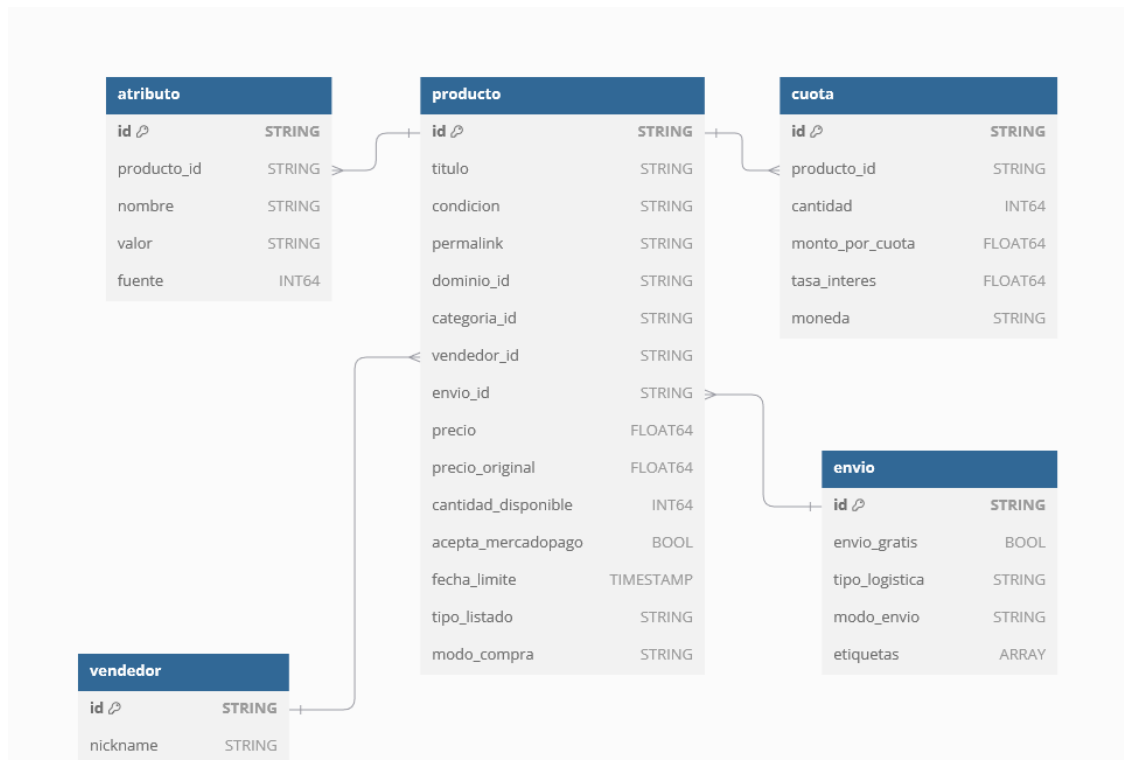 atributo
id STRING
producto_id STRING
nombre STRING
valor STRING
fuente INT64
producto
id STRING
titulo STRING
condicion STRING
permalink STRING
dominio_id STRING
categoria_id STRING
vendedor_id STRING
envio_id STRING
precio FLOAT64
precio_original FLOAT64
cantidad_disponible INT64
acepta_mercadopago BOOL
fecha_limite TIMESTAMP
tipo_listado STRING
modo_compra STRING
cuota
id STRING
producto_id STRING
cantidad INT64
monto_por_cuota FLOAT64
tasa_interes FLOAT64
moneda STRING
envio
id STRING
envio_gratis BOOL
tipo_logistica STRING
modo_envio STRING
etiquetas ARRAY
vendedor
id STRING
nickname STRING